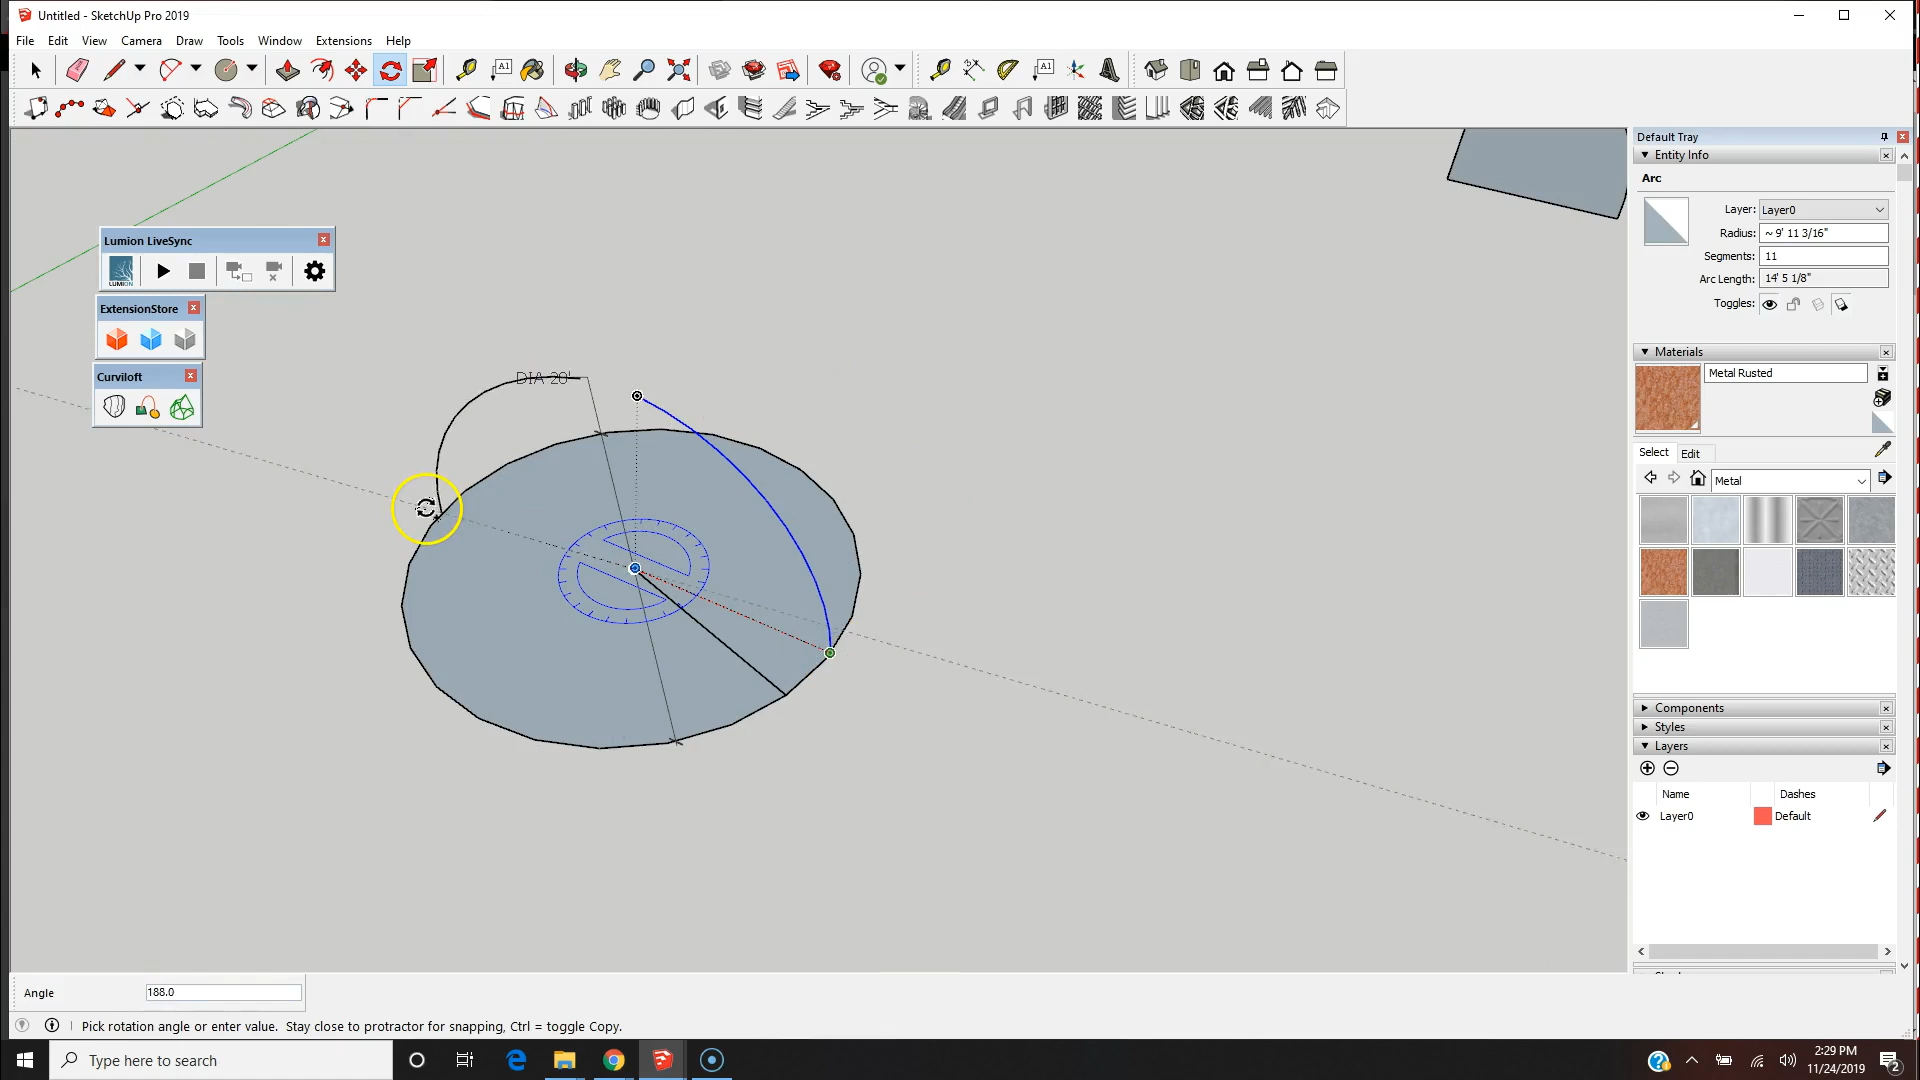 Untitled - SketchUp Pro 2019
File Edit View Camera Draw Tools Window Extensions Help
A1
A1
Default Tray
Entity Info
Arc
Layer: Layer0
Radius: ~ 9' 11 3/16"
Segments: 11
Arc Length: 14' 5 1/8"
Toggles:
Lumion LiveSync
LUMION
ExtensionStore
Curviloft
DIA 20'
Materials
Metal Rusted
Select Edit
Metal
Components
Styles
Layers
Name Dashes
Layer0 Default
Angle 188.0
Pick rotation angle or enter value. Stay close to protractor for snapping, Ctrl = toggle Copy.
Type here to search
2:29 PM
11/24/2019
2